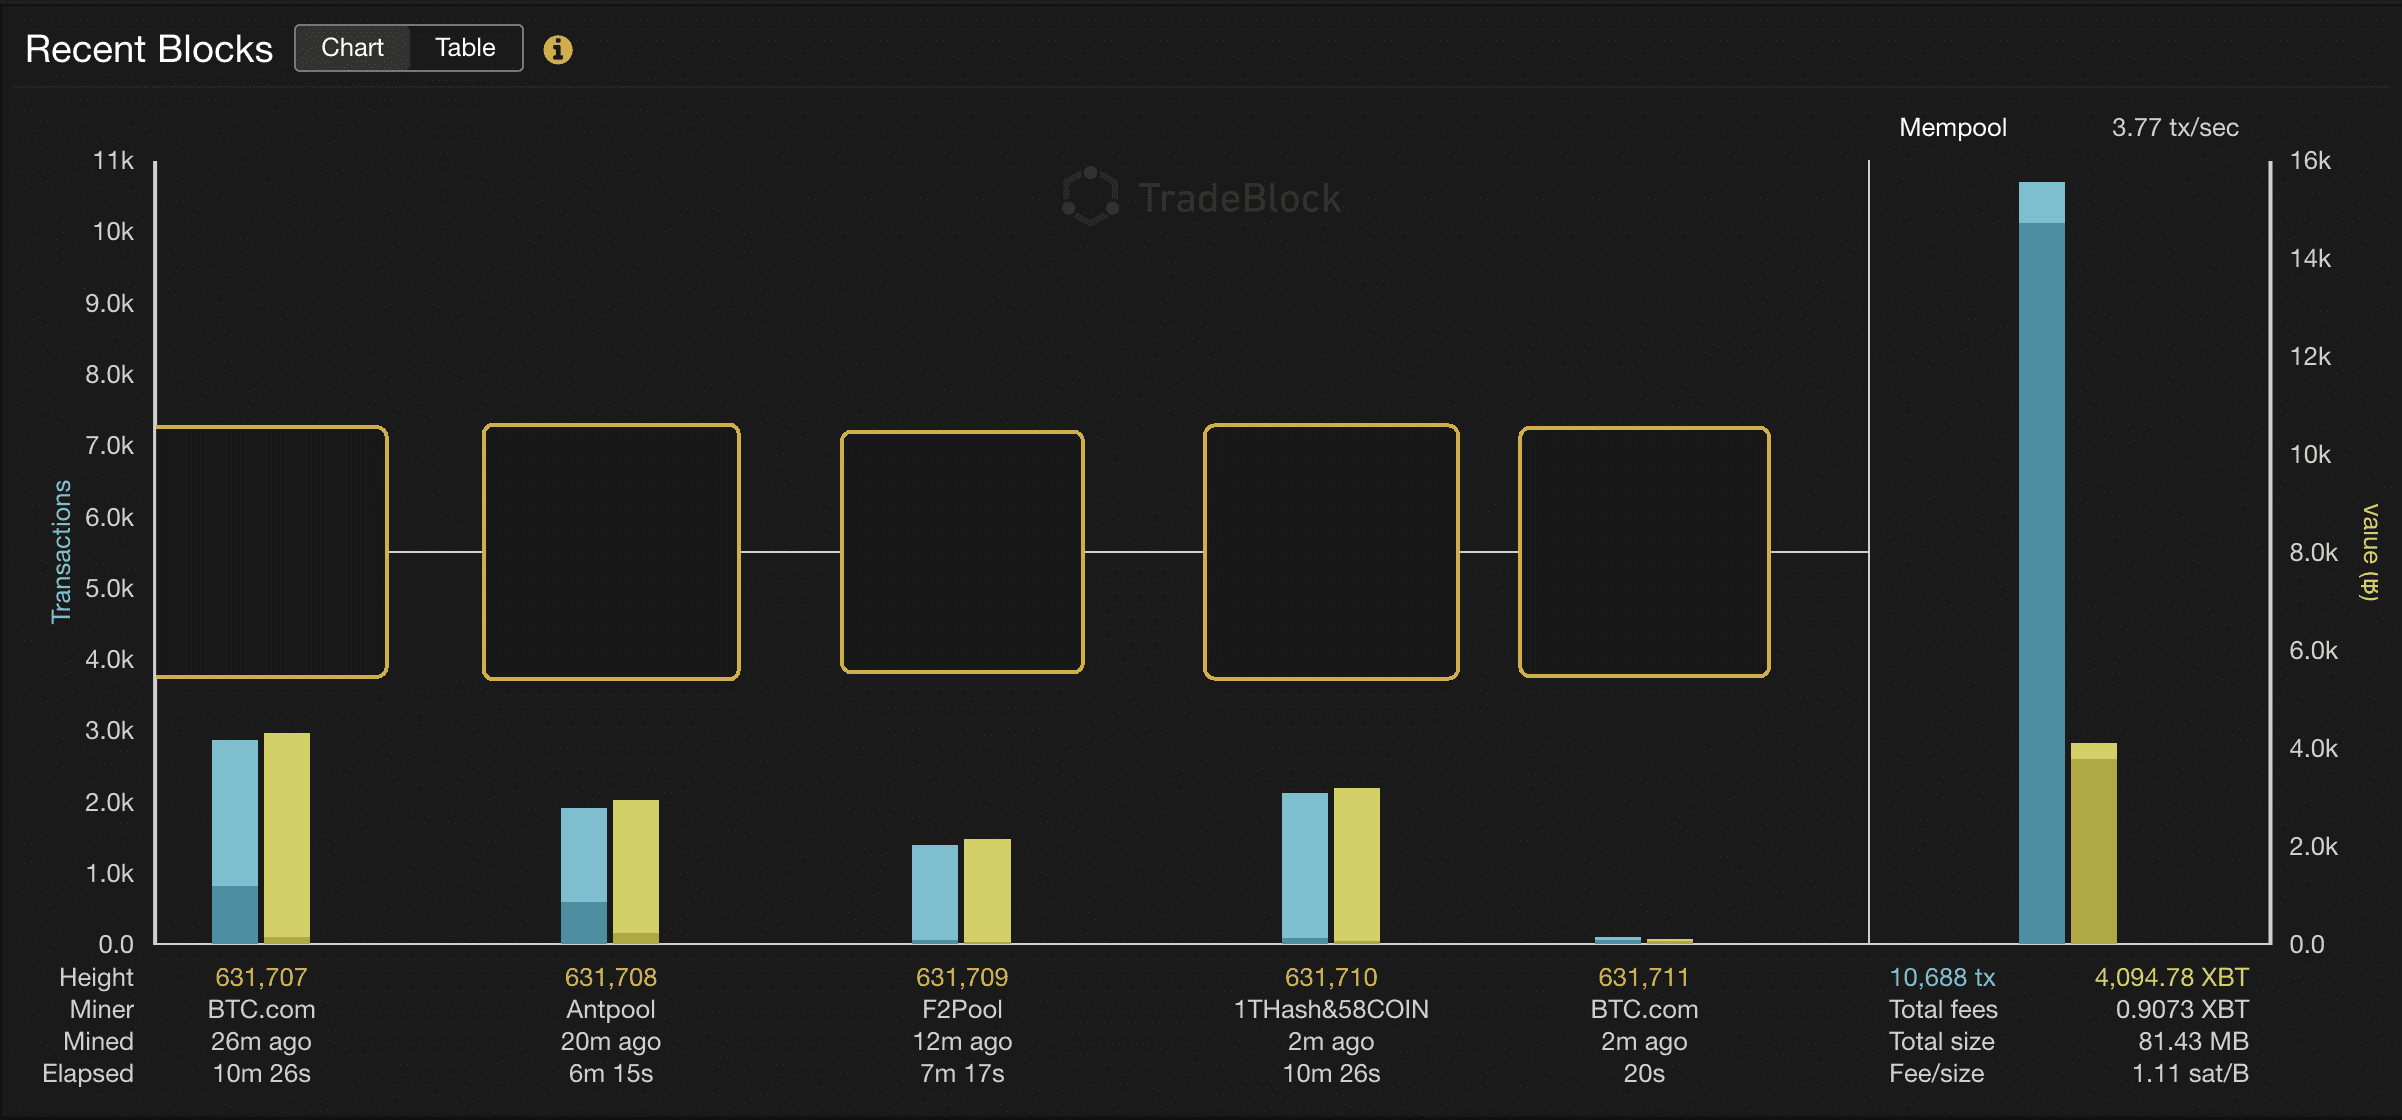 Recent Blocks Chart Table
Mempool 3.77 tx/sec
TradeBlock
11k
10k
9.0k
8.0k
7.0k
6.0k
5.0k
4.0k
3.0k
2.0k
1.0k
0.0
Transactions
16k
14k
12k
10k
8.0k
6.0k
4.0k
2.0k
0.0
Value (₿)
Height 631,707 631,708 631,709 631,710 631,711 10,688 tx 4,094.78 XBT
Miner BTC.com Antpool F2Pool 1THash&58COIN BTC.com Total fees 0.9073 XBT
Mined 26m ago 20m ago 12m ago 2m ago 2m ago Total size 81.43 MB
Elapsed 10m 26s 6m 15s 7m 17s 10m 26s 20s Fee/size 1.11 sat/B